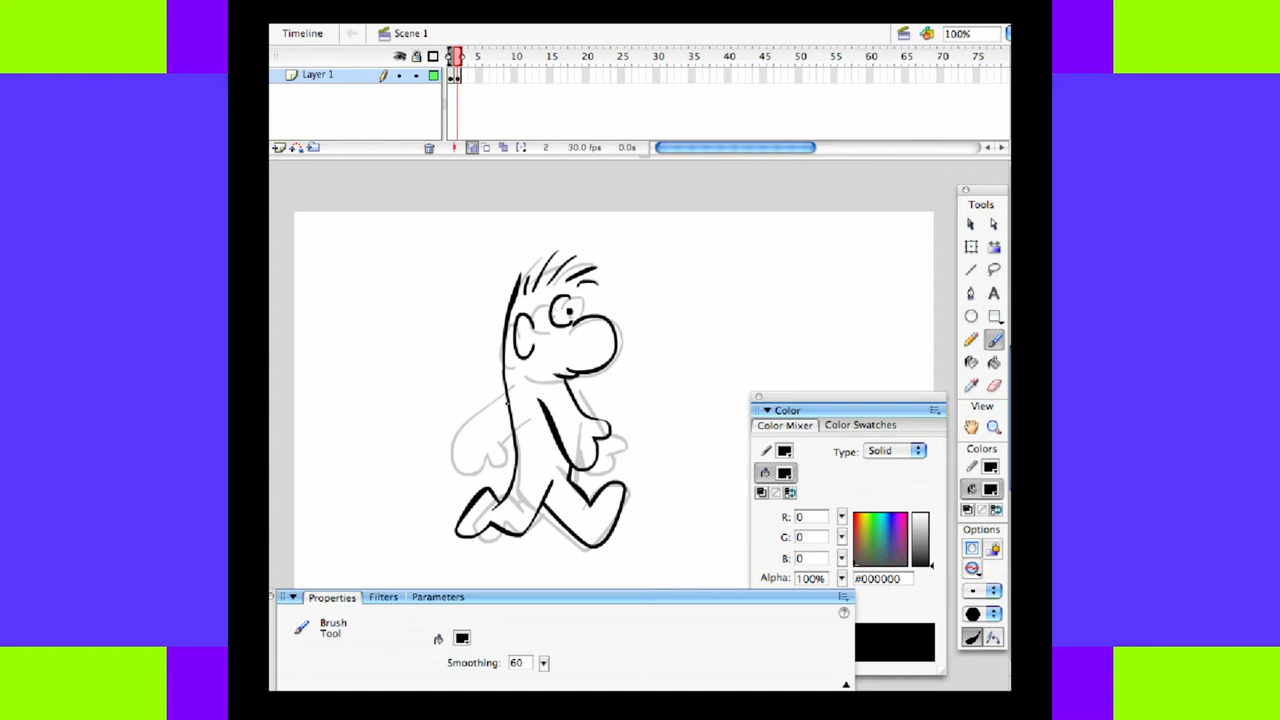 Timeline Scene 1 100%
5 10 15 20 25 30 35 40 45 50 55 60 65 70 75
Layer 1
2 30.0 fps 0.0s
Tools
A
View
Colors
Options
Color
Color Mixer Color Swatches
Type: Solid
R: 0
G: 0
B: 0
Alpha: 100% #000000
Properties Filters Parameters
?
Brush
Tool
Smoothing: 60